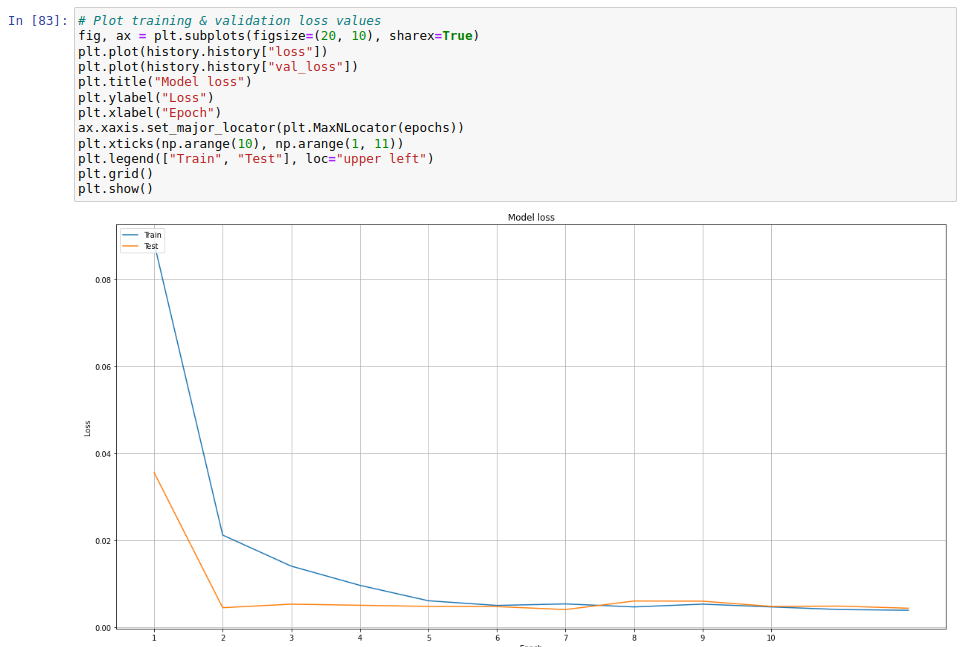 In [83]: # Plot training & validation loss values
fig, ax = plt.subplots(figsize=(20, 10), sharex=True)
plt.plot(history.history["loss"])
plt.plot(history.history["val_loss"])
plt.title("Model loss")
plt.ylabel("Loss")
plt.xlabel("Epoch")
ax.xaxis.set_major_locator(plt.MaxNLocator(epochs))
plt.xticks(np.arange(10), np.arange(1, 11))
plt.legend(["Train", "Test"], loc="upper left")
plt.grid()
plt.show()
Model loss
Train
Test
0.08
0.06
0.04
0.02
0.00
Loss
1 2 3 4 5 6 7 8 9 10